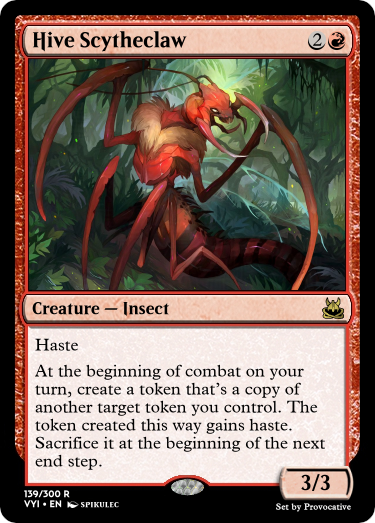 Hive Scytheclaw 2
Creature — Insect
Haste
At the beginning of combat on your
turn, create a token that's a copy of
another target token you control. The
token created this way gains haste.
Sacrifice it at the beginning of the next
end step.
3/3
139/300 R
VYI • EN SPIKULEC
Set by Provocative